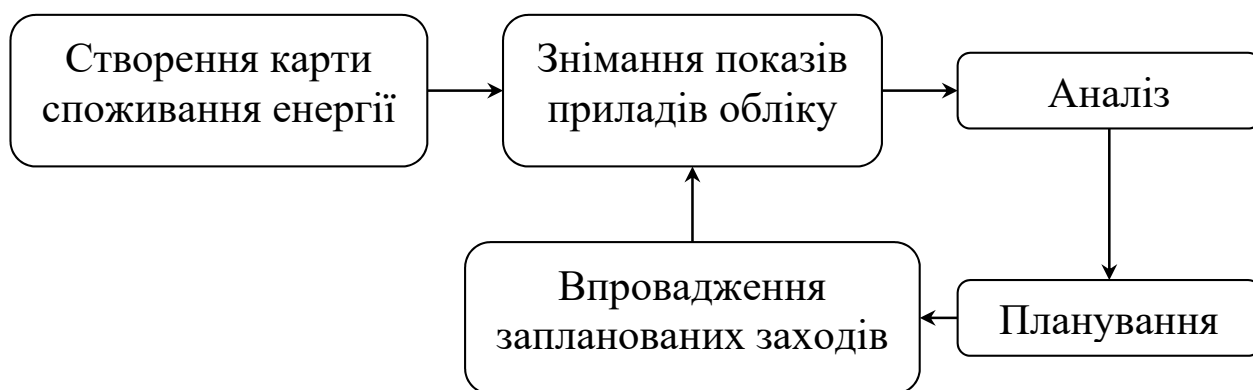 Створення карти
споживання енергії
Знімання показів
приладів обліку
Аналіз
Впровадження
запланованих заходів
Планування